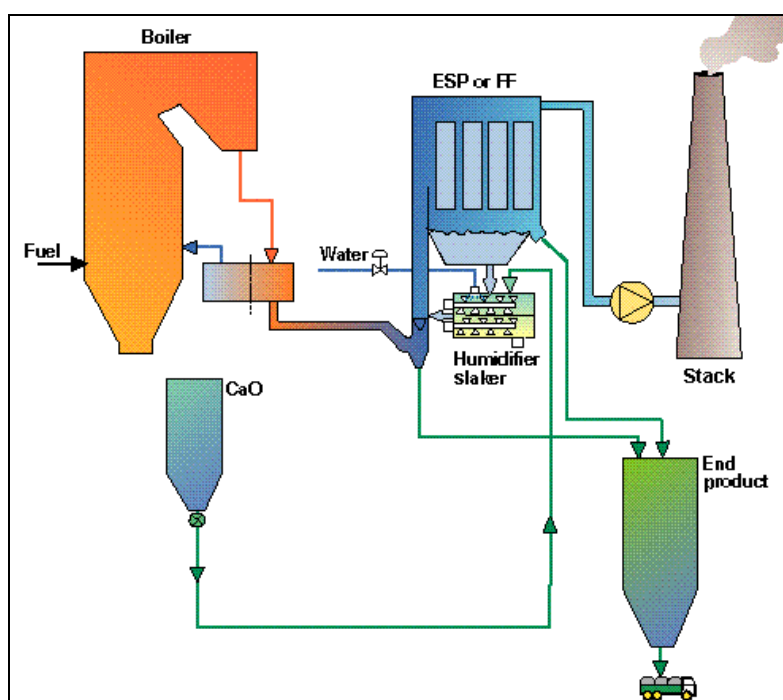 Boiler
ESP or FF
Fuel
Water
Humidifier
slaker
Stack
CaO
End
product